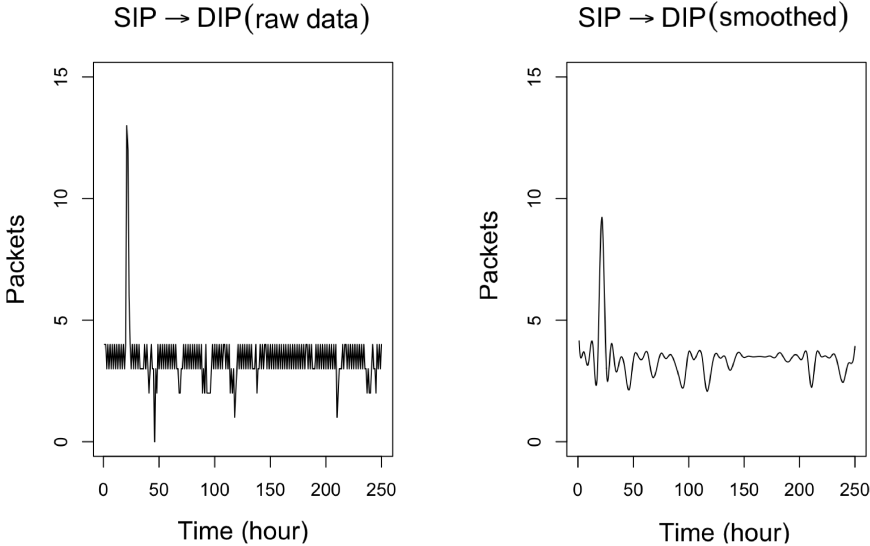 SIP → DIP(raw data)
15
10
5
0
Packets
0 50 100 150 200 250
Time (hour)
SIP → DIP(smoothed)
15
10
5
0
Packets
0 50 100 150 200 250
Time (hour)